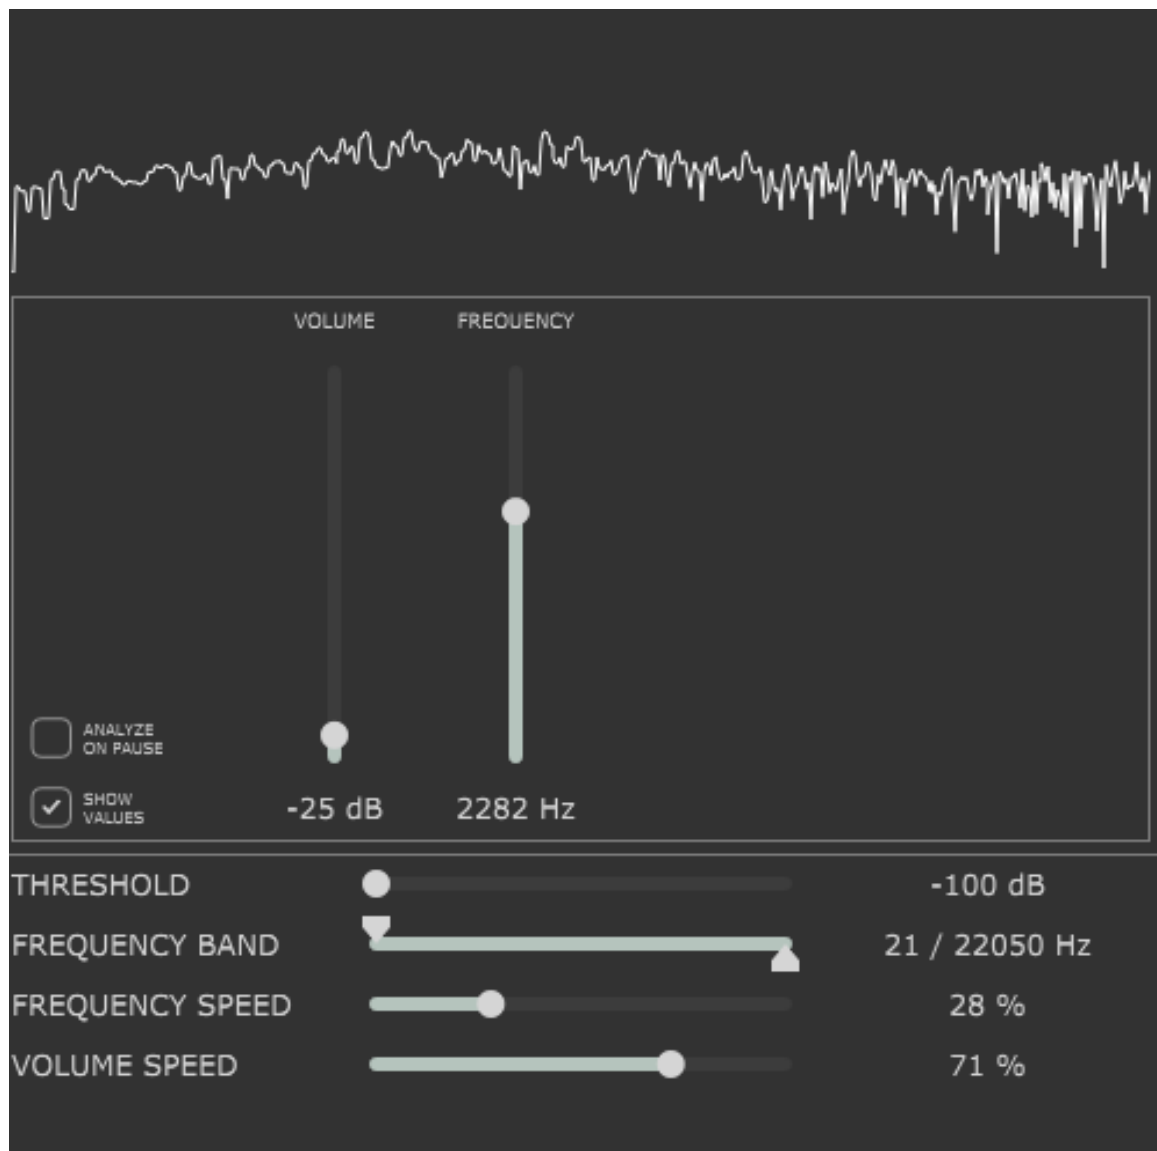 VOLUME FREQUENCY
ANALYZE
ON PAUSE
SHOW
VALUES
-25 dB 2282 Hz
THRESHOLD -100 dB
FREQUENCY BAND 21 / 22050 Hz
FREQUENCY SPEED 28 %
VOLUME SPEED 71 %